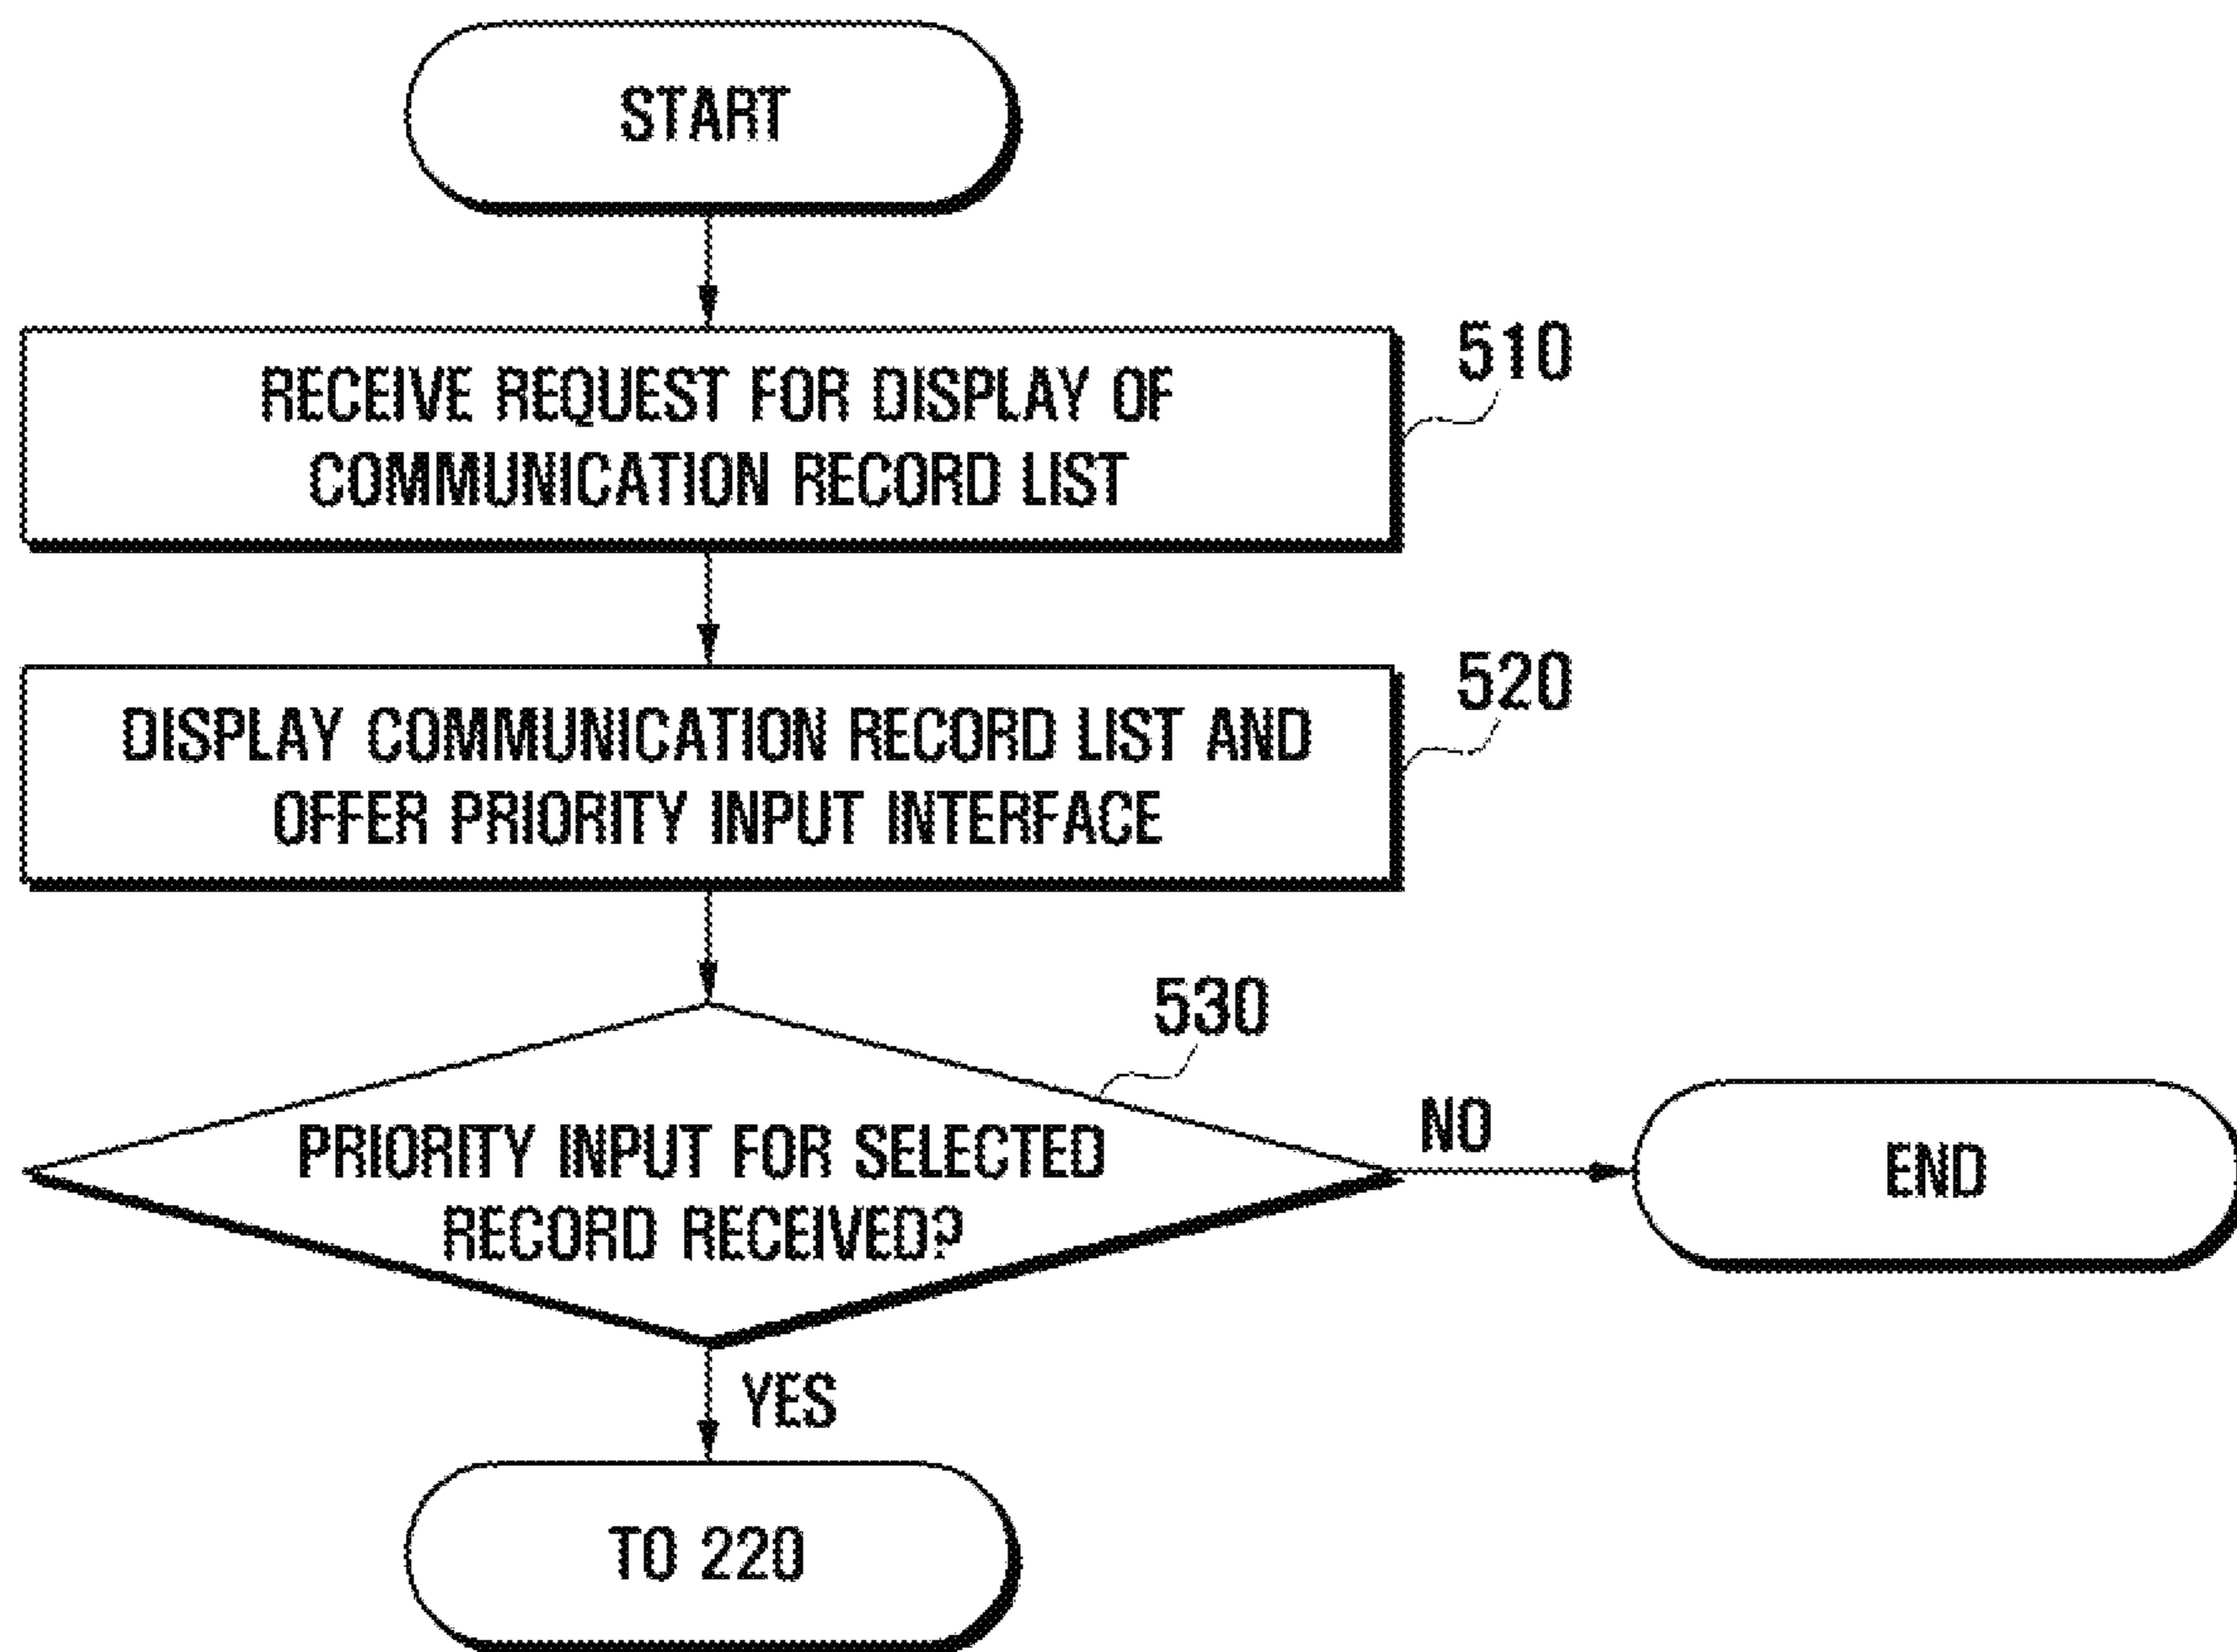 START
RECEIVE REQUEST FOR DISPLAY OF
COMMUNICATION RECORD LIST
510
DISPLAY COMMUNICATION RECORD LIST AND
OFFER PRIORITY INPUT INTERFACE
520
530
PRIORITY INPUT FOR SELECTED
RECORD RECEIVED?
NO
END
YES
TO 220